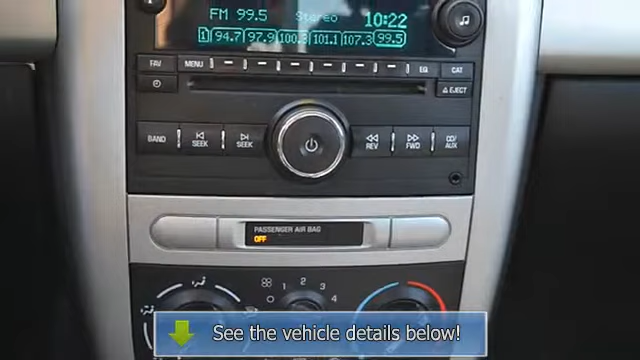 FM 99.5 Stereo 10:22
1 94.7 97.9 100.3 101.1 107.3 99.5
FAV MENU EQ CAT
EJECT
BAND SEEK SEEK REV FWD CD/AUX
PASSENGER AIR BAG
OFF
1 2 3 4
See the vehicle details below!